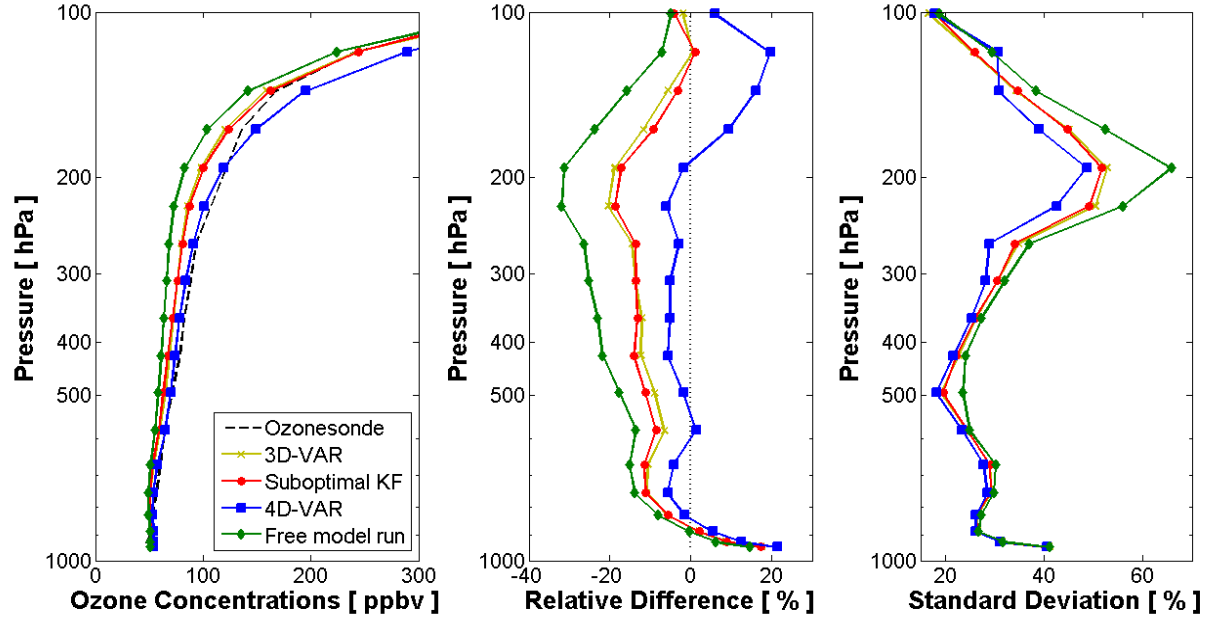 100
200
300
400
500
1000
Pressure [ hPa]
0
100
200
300
Ozone Concentrations [ ppbv ]
Ozonesonde
3D-VAR
Suboptimal KF
4D-VAR
Free model run
100
200
300
400
500
1000
Pressure [ hPa]
-40
-20
0
20
Relative Difference [ % ]
100
200
300
400
500
1000
Pressure [ hPa]
20
40
60
Standard Deviation [ % ]